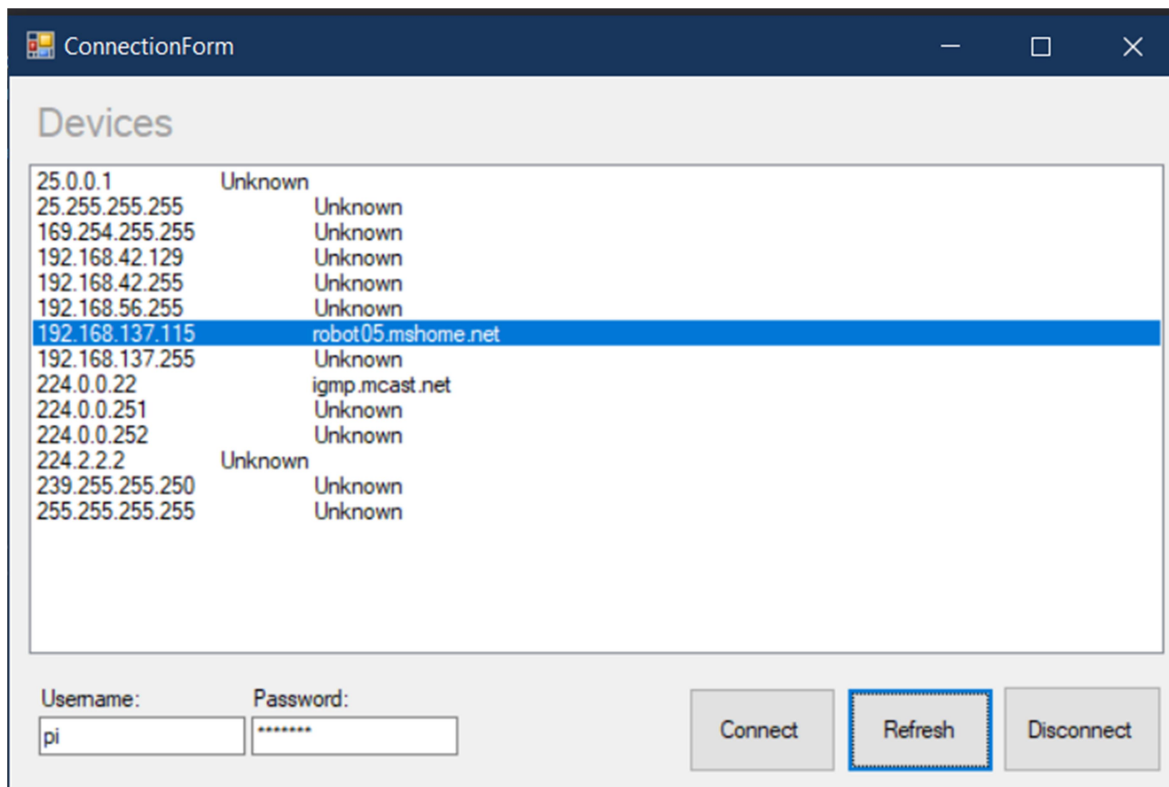 ConnectionForm
Devices
25.0.0.1 Unknown
25.255.255.255 Unknown
169.254.255.255 Unknown
192.168.42.129 Unknown
192.168.42.255 Unknown
192.168.56.255 Unknown
192.168.137.115 robot05.mshome.net
192.168.137.255 Unknown
224.0.0.22 igmp.mcast.net
224.0.0.251 Unknown
224.0.0.252 Unknown
224.2.2.2 Unknown
239.255.255.250 Unknown
255.255.255.255 Unknown
Username: Password:
pi ******* Connect Refresh Disconnect